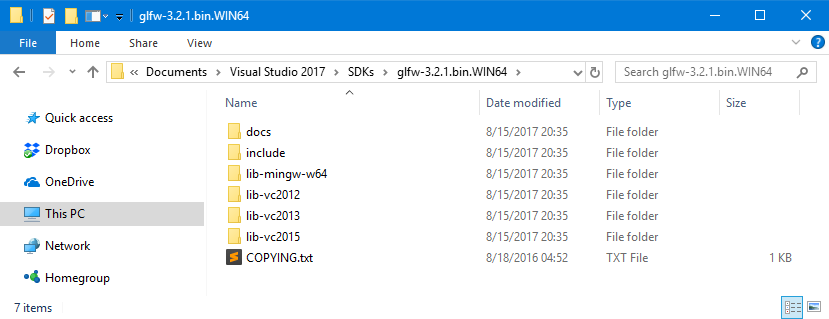 glfw-3.2.1.bin.WIN64
File Home Share View
« Documents > Visual Studio 2017 > SDKs > glfw-3.2.1.bin.WIN64 > Search glfw-3.2.1.bin.WIN64
Name Date modified Type Size
Quick access
Dropbox
OneDrive
This PC
Network
Homegroup
docs 8/15/2017 20:35 File folder
include 8/15/2017 20:35 File folder
lib-mingw-w64 8/15/2017 20:35 File folder
lib-vc2012 8/15/2017 20:35 File folder
lib-vc2013 8/15/2017 20:35 File folder
lib-vc2015 8/15/2017 20:35 File folder
COPYING.txt 8/18/2016 04:52 TXT File 1 KB
7 items